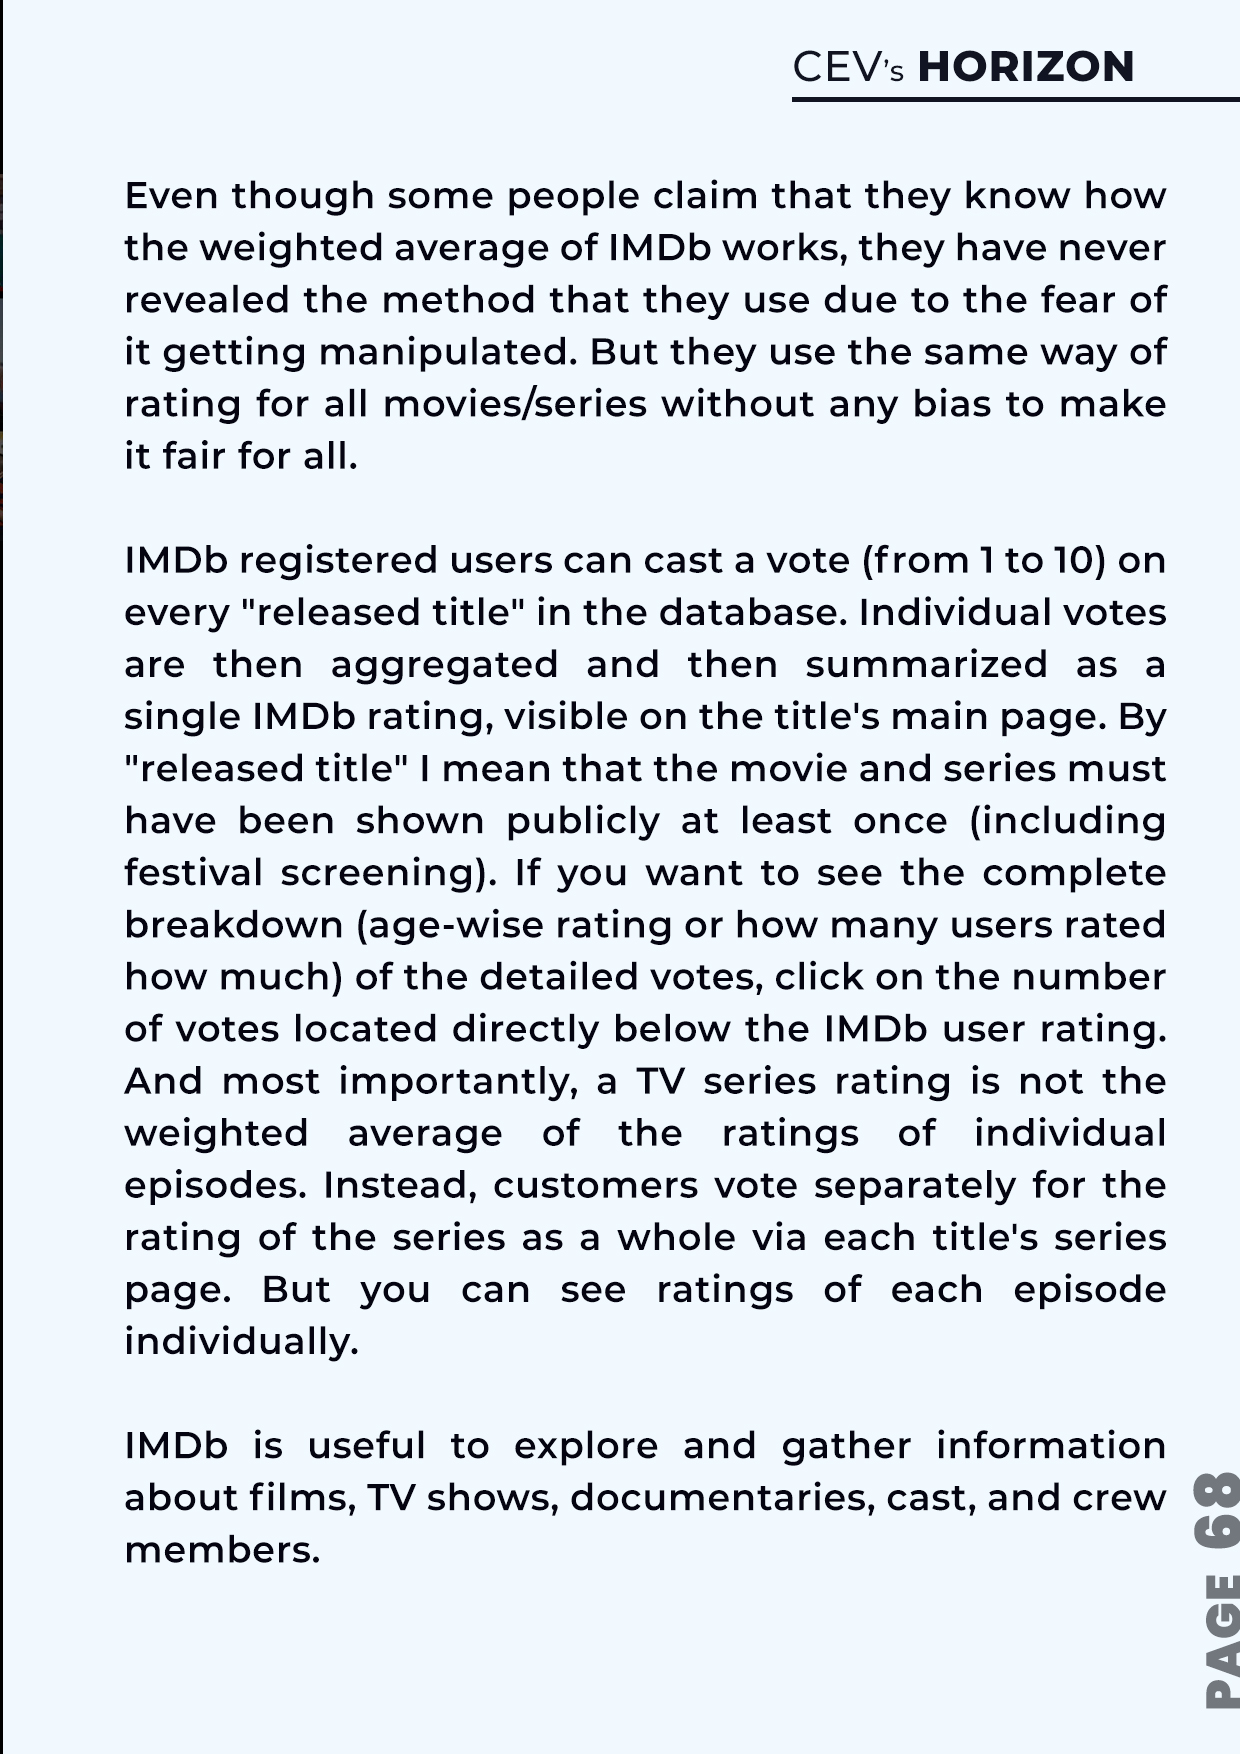 CEV's HORIZON
Even though some people claim that they know how
the weighted average of IMDb works, they have never
revealed the method that they use due to the fear of
it getting manipulated. But they use the same way of
rating for all movies/series without any bias to make
it fair for all.
IMDb registered users can cast a vote (from 1 to 10) on
every "released title" in the database. Individual votes
are then aggregated and then summarized as a
single IMDb rating, visible on the title's main page. By
"released title" I mean that the movie and series must
have been shown publicly at least once (including
festival screening). If you want to see the complete
breakdown (age-wise rating or how many users rated
how much) of the detailed votes, click on the number
of votes located directly below the IMDb user rating.
And most importantly, a TV series rating is not the
weighted average of the ratings of individual
episodes. Instead, customers vote separately for the
rating of the series as a whole via each title's series
page. But you can see ratings of each episode
individually.
IMDb is useful to explore and gather information
about films, TV shows, documentaries, cast, and crew
members.
PAGE 68